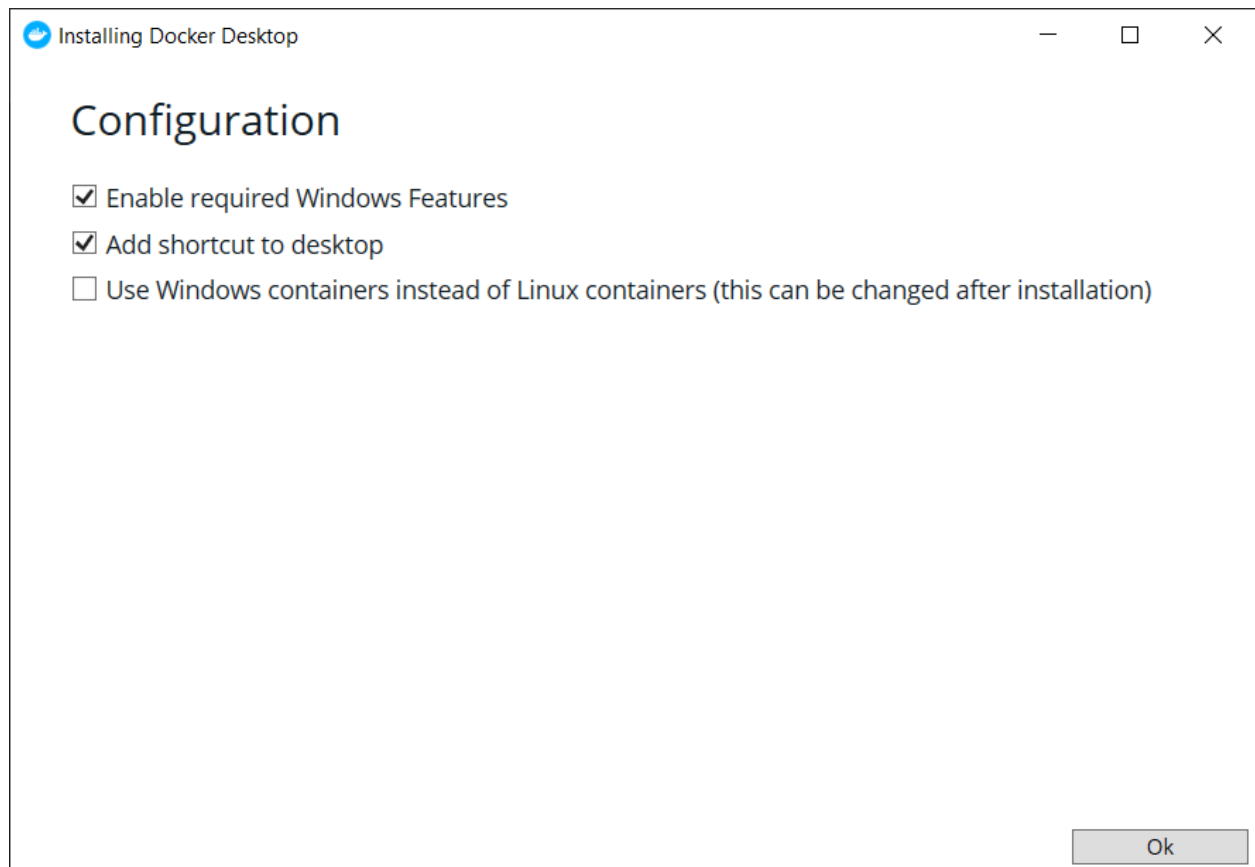 Installing Docker Desktop
Configuration
Enable required Windows Features
Add shortcut to desktop
Use Windows containers instead of Linux containers (this can be changed after installation)
Ok